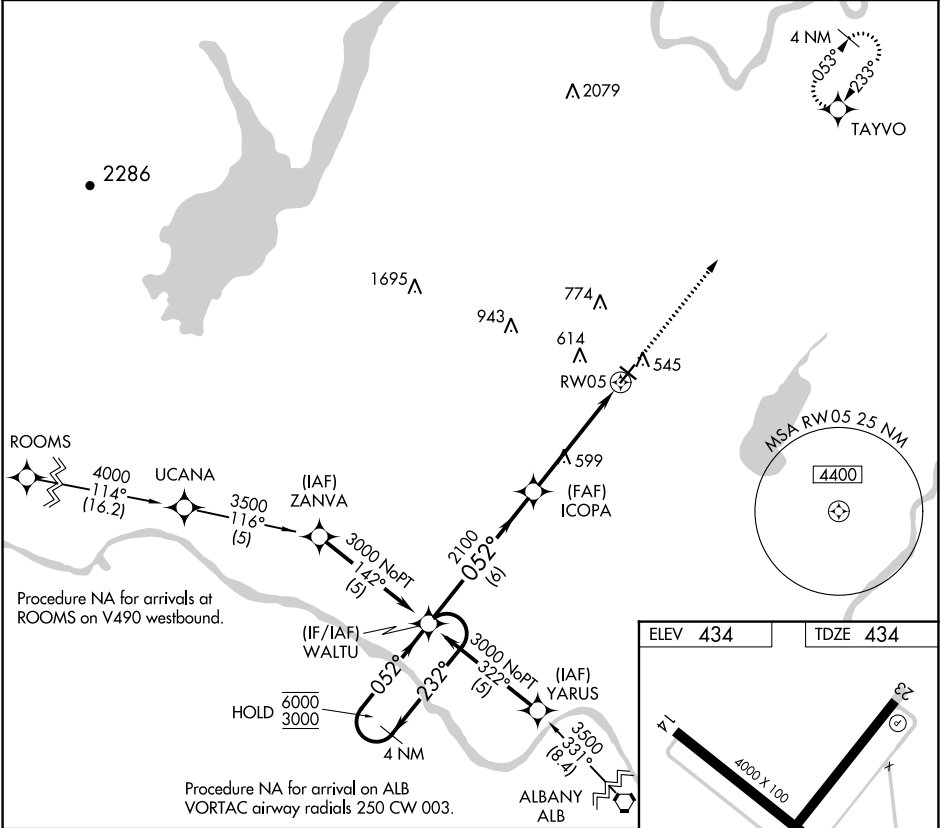 4 NM
053°
233°
TAYVO
2079
2286
1695
943
774
614
545
RW05
ROOMS
4000
114°
(16.2)
UCANA
3500
116°
(5)
(IAF)
ZANVA
3000 NoPT
142°
(5)
599
(FAF)
ICOPA
2100
052°
(6)
MSA RW05 25 NM
4400
Procedure NA for arrivals at
ROOMS on V490 westbound.
(IF/IAF)
WALTU
052°
232°
3000 NoPT
322°
(5)
(IAF)
YARUS
HOLD
6000
3000
4 NM
3500
331°
(8.4)
ALBANY
ALB
Procedure NA for arrival on ALB
VORTAC airway radials 250 CW 003.
ELEV 434
TDZE 434
14
23
P
4000 X 100
x